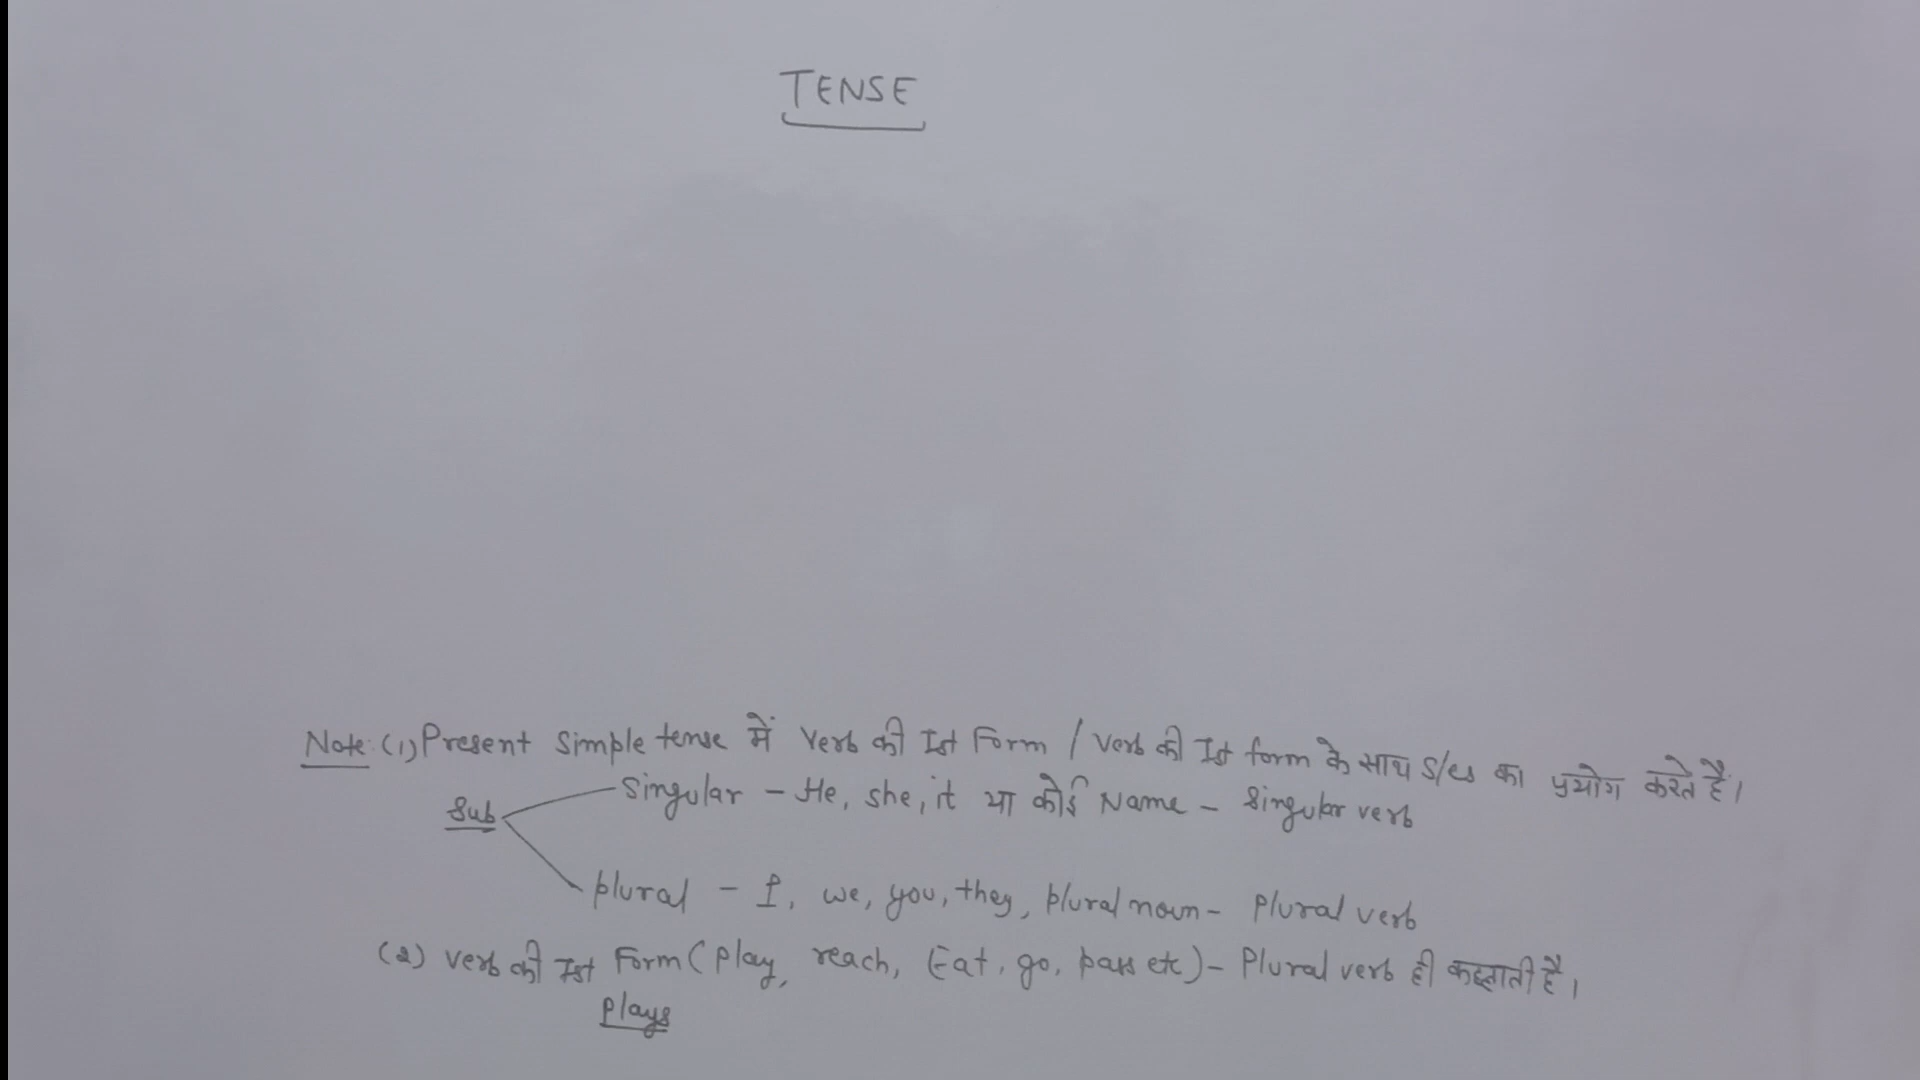 TENSE
Note: (1) Present simple tense में Verb की Ist Form / Verb की Ist form के साथ s/es का प्रयोग करते है।
Sub
Singular - He, she, it या कोई Name - Singular verb
plural - I, we, you, they, plural noun - Plural verb
(2) Verb की Ist Form (Play, reach, Eat, go, pass etc) - Plural verb ही कहलाती है।
plays